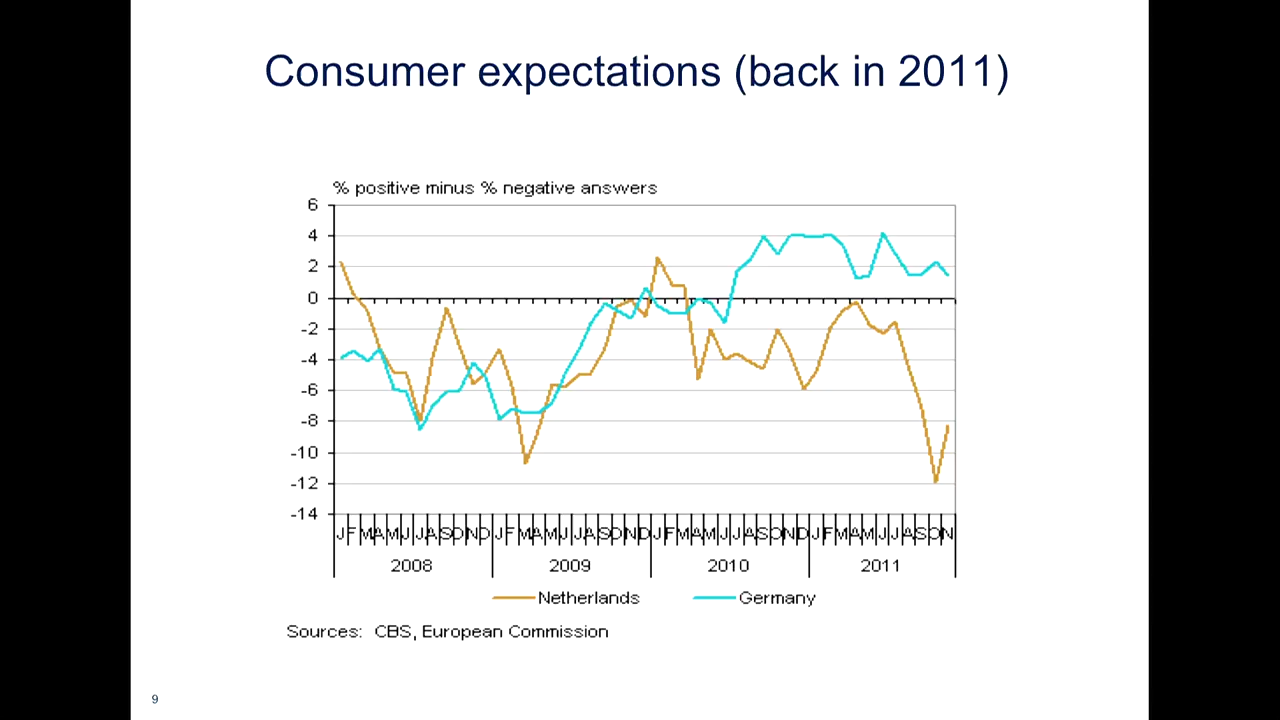 Consumer expectations (back in 2011)
% positive minus % negative answers
6
4
2
0
-2
-4
-6
-8
-10
-12
-14
J F M A M J J A S O N D J F M A M J J A S O N D J F M A M J J A S O N D J F M A M J J A S O N
2008 2009 2010 2011
Netherlands Germany
Sources: CBS, European Commission
9